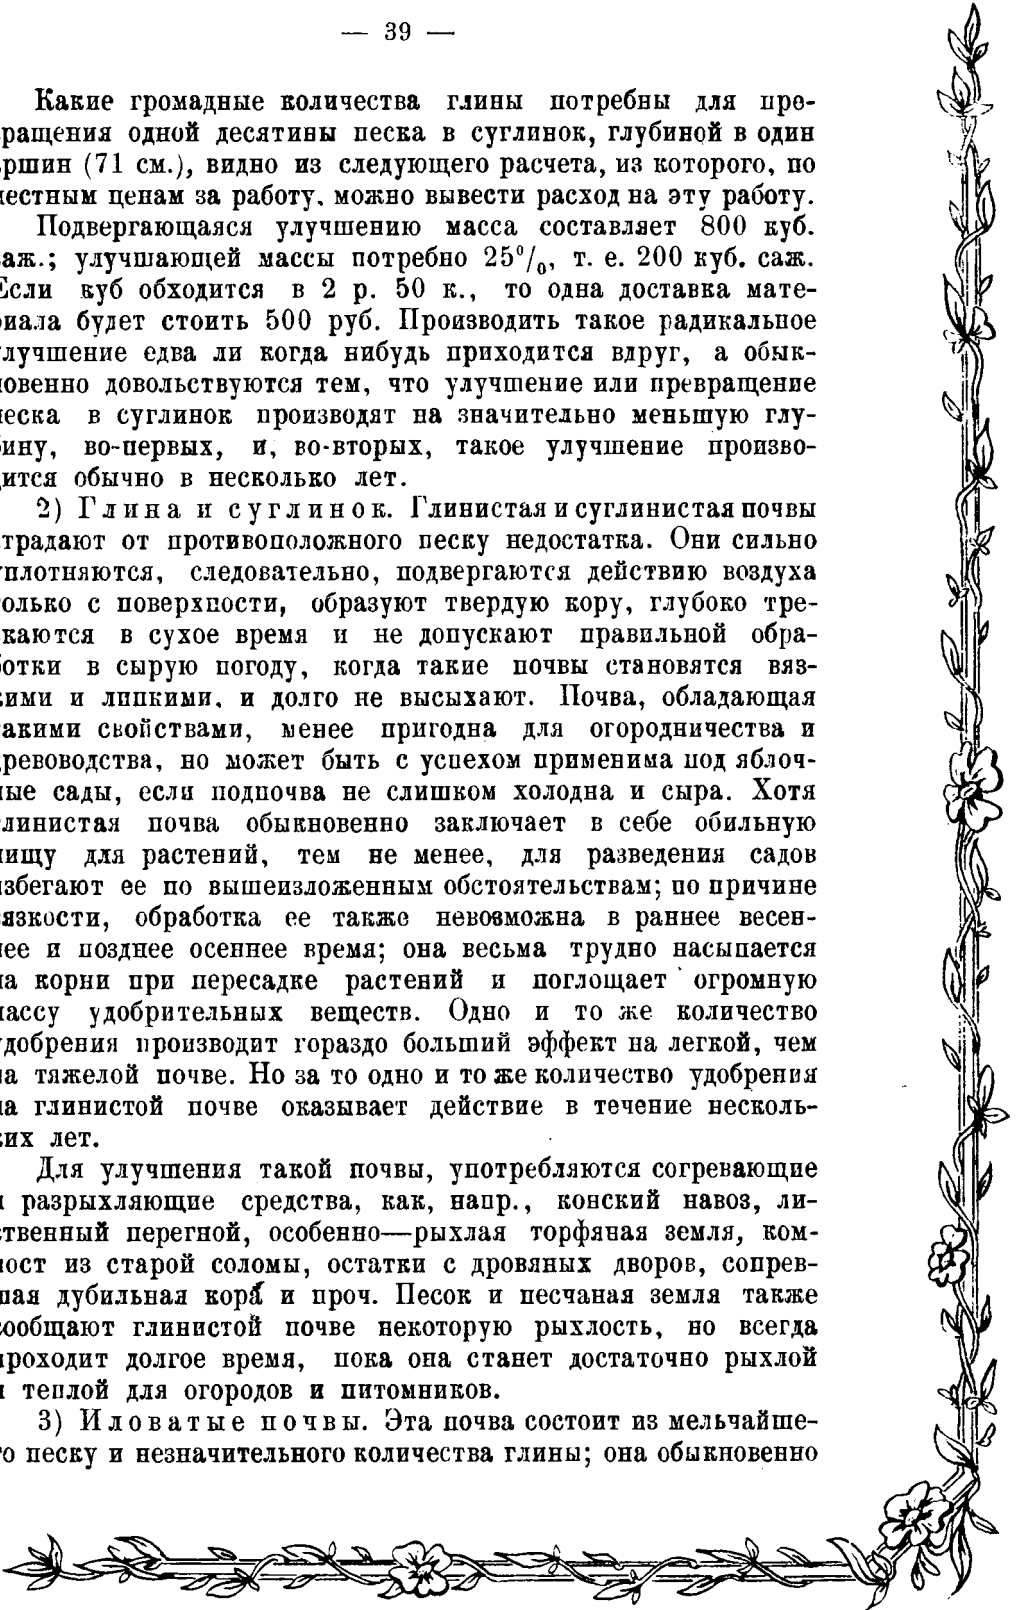 — 39 —
Какие громадные количества глины потребны для пре-
вращения одной десятины песка в суглинок, глубиной в один
аршин (71 см.), видно из следующего расчета, из которого, по
местным ценам за работу, можно вывести расход на эту работу.
Подвергающаяся улучшению масса составляет 800 куб.
саж.; улучшающей массы потребно 25%, т. е. 200 куб. саж.
Если куб обходится в 2 р. 50 к., то одна доставка мате-
риала будет стоить 500 руб. Производить такое радикальное
улучшение едва ли когда нибудь приходится вдруг, а обык-
новенно довольствуются тем, что улучшение или превращение
песка в суглинок производят на значительно меньшую глу-
бину, во-первых, и, во-вторых, такое улучшение произво-
дится обычно в несколько лет.
2) Глина и суглинок. Глинистая и суглинистая почвы
страдают от противоположного песку недостатка. Они сильно
уплотняются, следовательно, подвергаются действию воздуха
только с поверхности, образуют твердую кору, глубоко тре-
скаются в сухое время и не допускают правильной обра-
ботки в сырую погоду, когда такие почвы становятся вяз-
кими и липкими, и долго не высыхают. Почва, обладающая
такими свойствами, менее пригодна для огородничества и
древоводства, но может быть с успехом применима под яблоч-
ные сады, если подпочва не слишком холодна и сыра. Хотя
глинистая почва обыкновенно заключает в себе обильную
пищу для растений, тем не менее, для разведения садов
избегают ее по вышеизложенным обстоятельствам; по причине
вязкости, обработка ее также невозможна в раннее весен-
нее и позднее осеннее время; она весьма трудно насыпается
на корни при пересадке растений и поглощает огромную
массу удобрительных веществ. Одно и то же количество
удобрения производит гораздо больший эффект на легкой, чем
на тяжелой почве. Но за то одно и то же количество удобрения
на глинистой почве оказывает действие в течение несколь-
ких лет.
Для улучшения такой почвы, употребляются согревающие
и разрыхляющие средства, как, напр., конский навоз, ли-
ственный перегной, особенно—рыхлая торфяная земля, ком-
пост из старой соломы, остатки с дровяных дворов, сопрев-
шая дубильная кора и проч. Песок и песчаная земля также
сообщают глинистой почве некоторую рыхлость, но всегда
проходит долгое время, пока она станет достаточно рыхлой
и теплой для огородов и питомников.
3) Иловатые почвы. Эта почва состоит из мельчайше-
го песку и незначительного количества глины; она обыкновенно